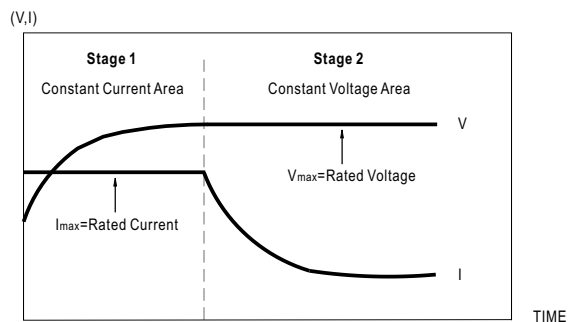 (V,I)
Stage 1
Constant Current Area
Stage 2
Constant Voltage Area
V
Vmax=Rated Voltage
Imax=Rated Current
I
TIME